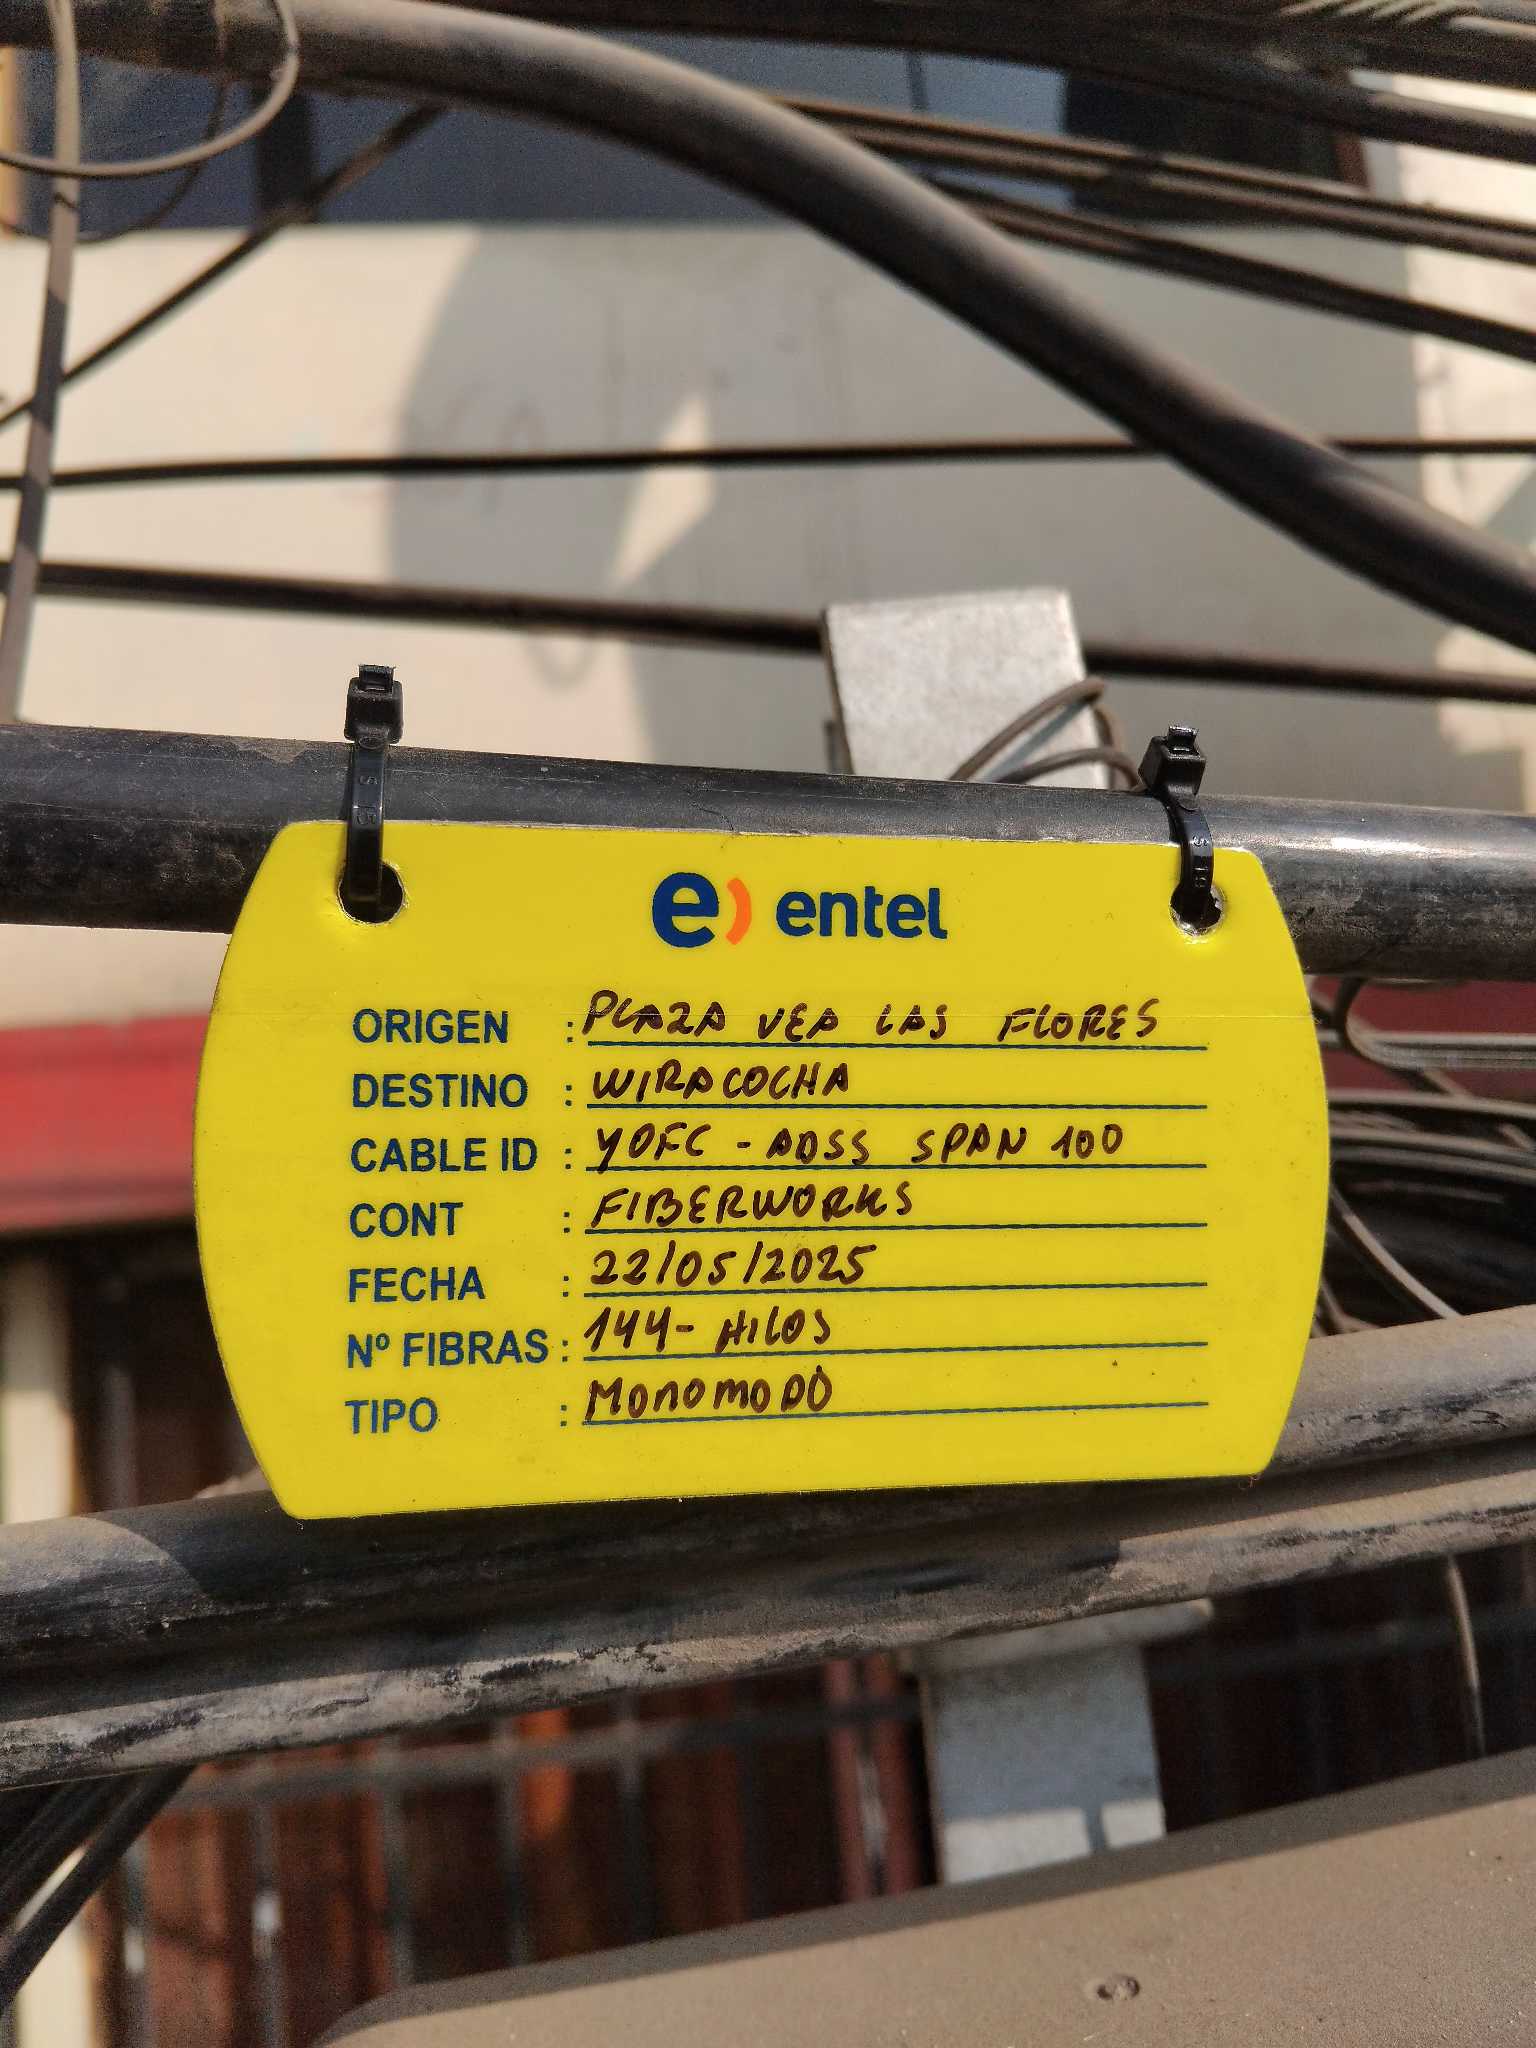 e) entel
ORIGEN : PLAZA VEA LAS FLORES
DESTINO : WIRACOCHA
CABLE ID : YOFC - ADSS SPAN 100
CONT : FIBERWORKS
FECHA : 22/05/2025
Nº FIBRAS : 144- HILOS
TIPO : MONOMODO